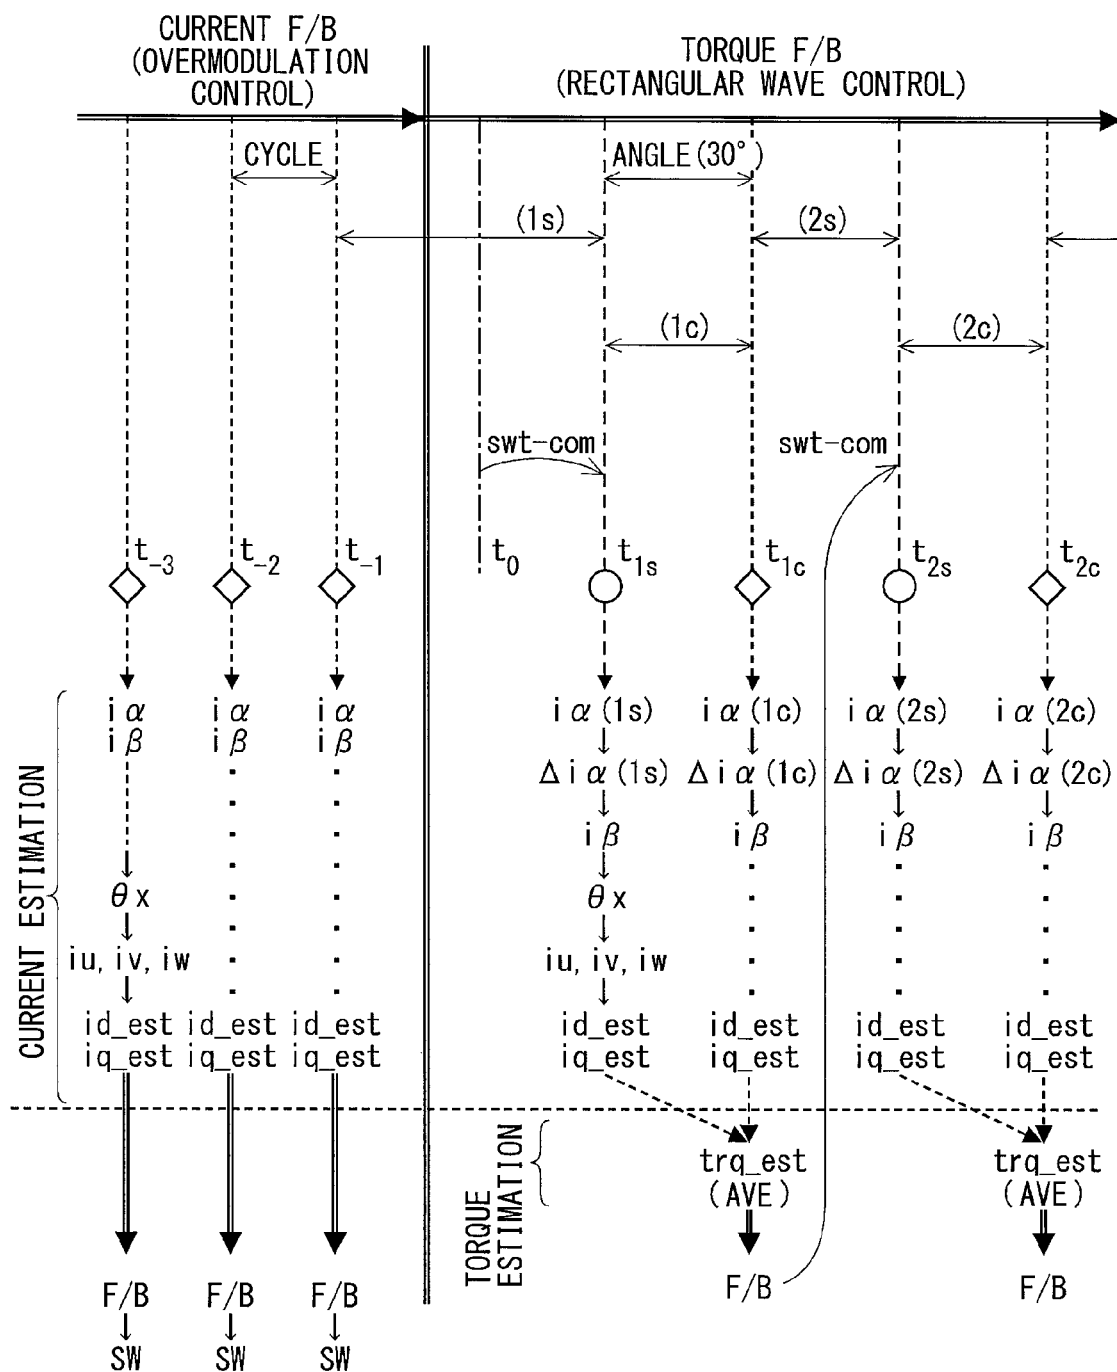 CURRENT F/B
(OVERMODULATION
CONTROL)
TORQUE F/B
(RECTANGULAR WAVE CONTROL)
CYCLE
ANGLE(30°)
(1s)
(2s)
(1c)
(2c)
swt-com
swt-com
t-3
t-2
t-1
t0
t1s
t1c
t2s
t2c
CURRENT ESTIMATION
iα iα iα iα(1s) iα(1c) iα(2s) iα(2c)
iβ iβ iβ
Δiα(1s) Δiα(1c) Δiα(2s) Δiα(2c)
iβ iβ iβ iβ
θx θx
iu, iv, iw iu, iv, iw
id_est id_est id_est id_est id_est id_est id_est
iq_est iq_est iq_est iq_est iq_est iq_est iq_est
TORQUE
ESTIMATION
trq_est trq_est
(AVE) (AVE)
F/B F/B F/B F/B F/B
SW SW SW